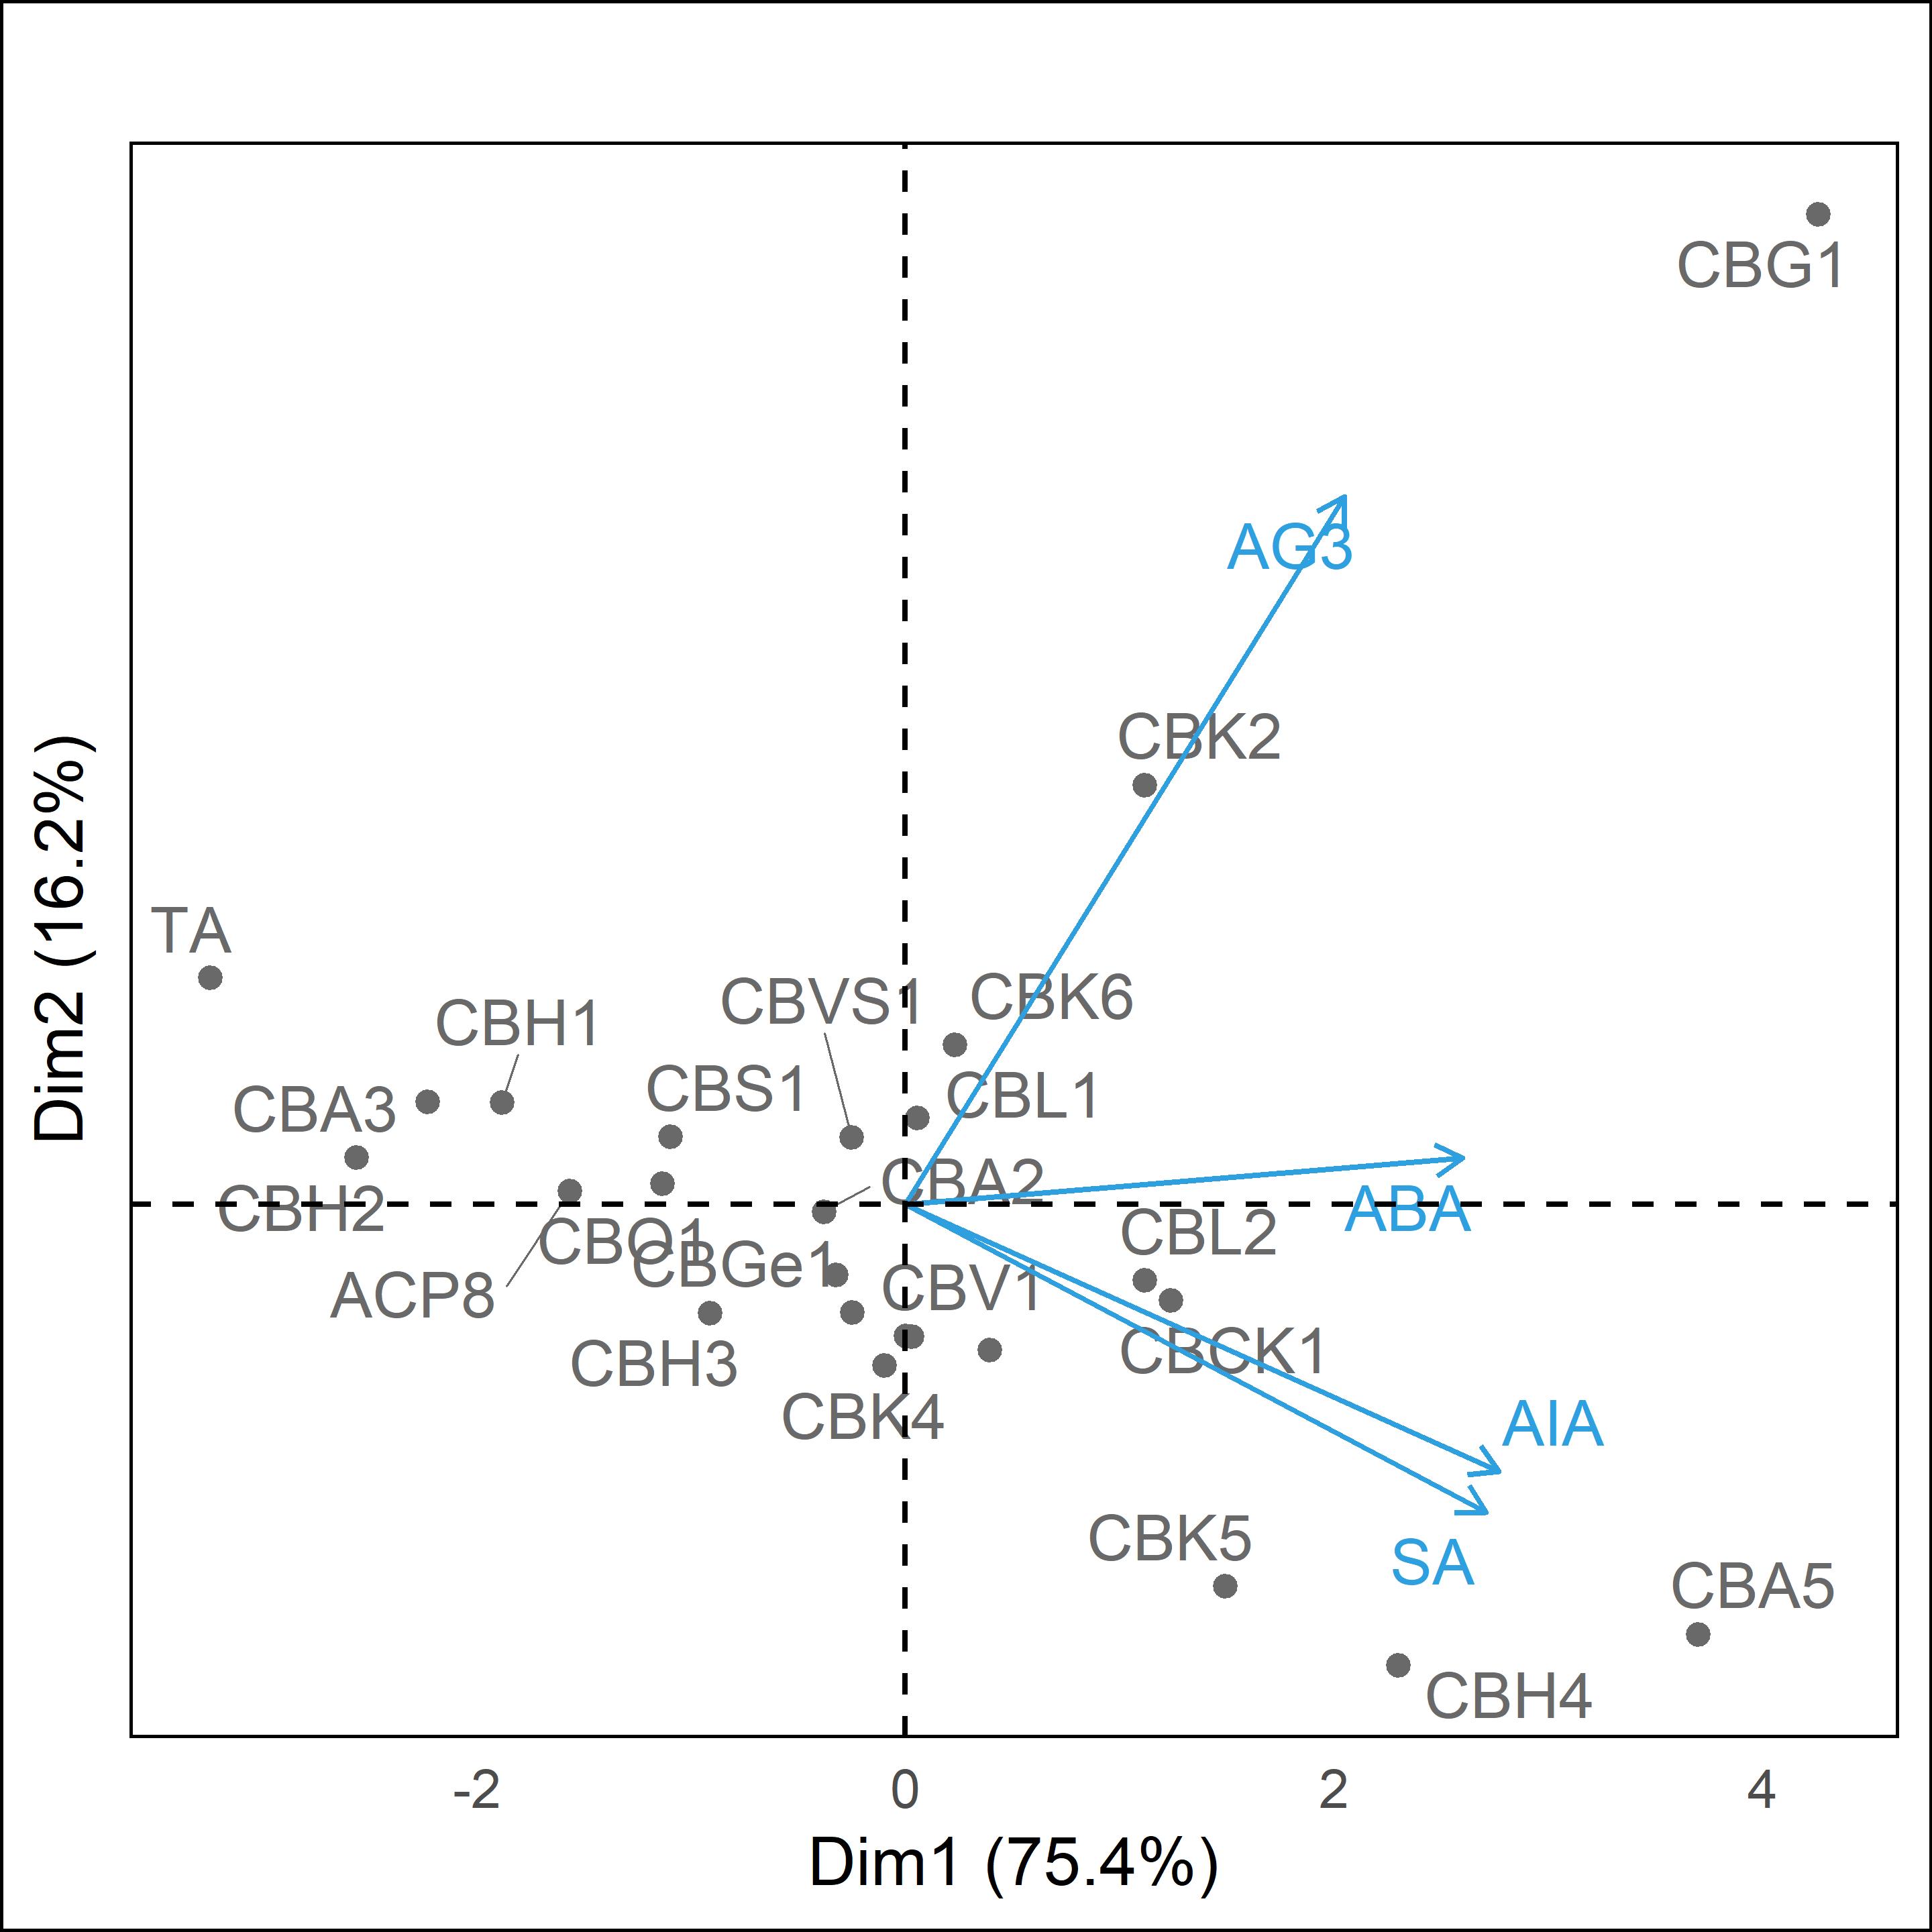 CBG1
AG3
CBK2
TA
CBVS1
CBK6
CBH1
CBS1
CBL1
CBA3
CBA2
CBH2
ABA
CBL2
CBO1
CBGe1
CBV1
ACP8
CBH3
CBCK1
CBK4
AIA
CBK5
SA
CBA5
CBH4
-2
0
2
4
Dim1 (75.4%)
Dim2 (16.2%)